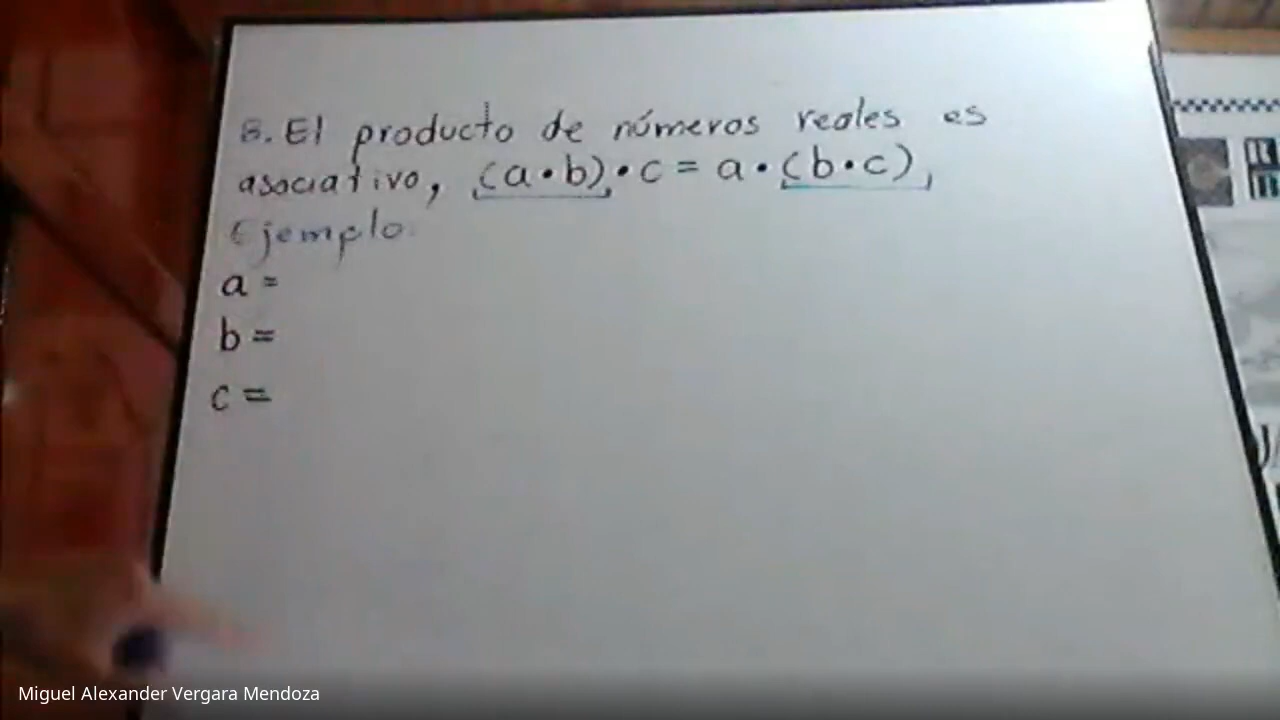 8. El producto de números reales es
asociativo, (a•b)•c = a•(b•c),
Ejemplo:
a =
b =
c =
Miguel Alexander Vergara Mendoza